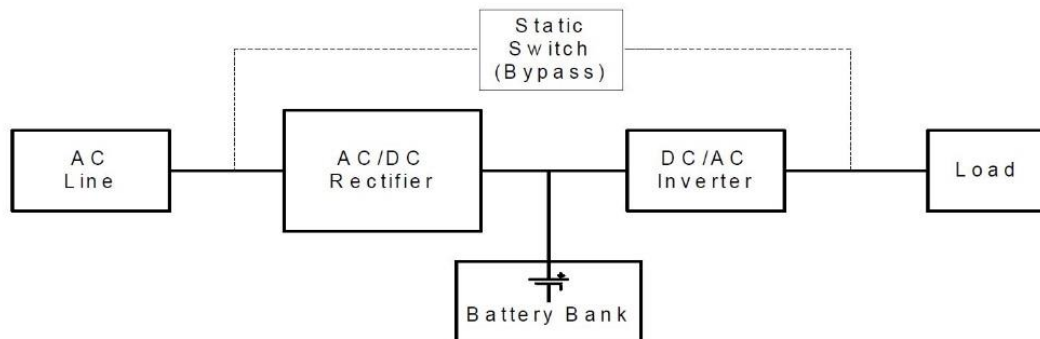 Static
Switch
(Bypass)
AC
Line
AC/DC
Rectifier
DC/AC
Inverter
Load
Battery Bank